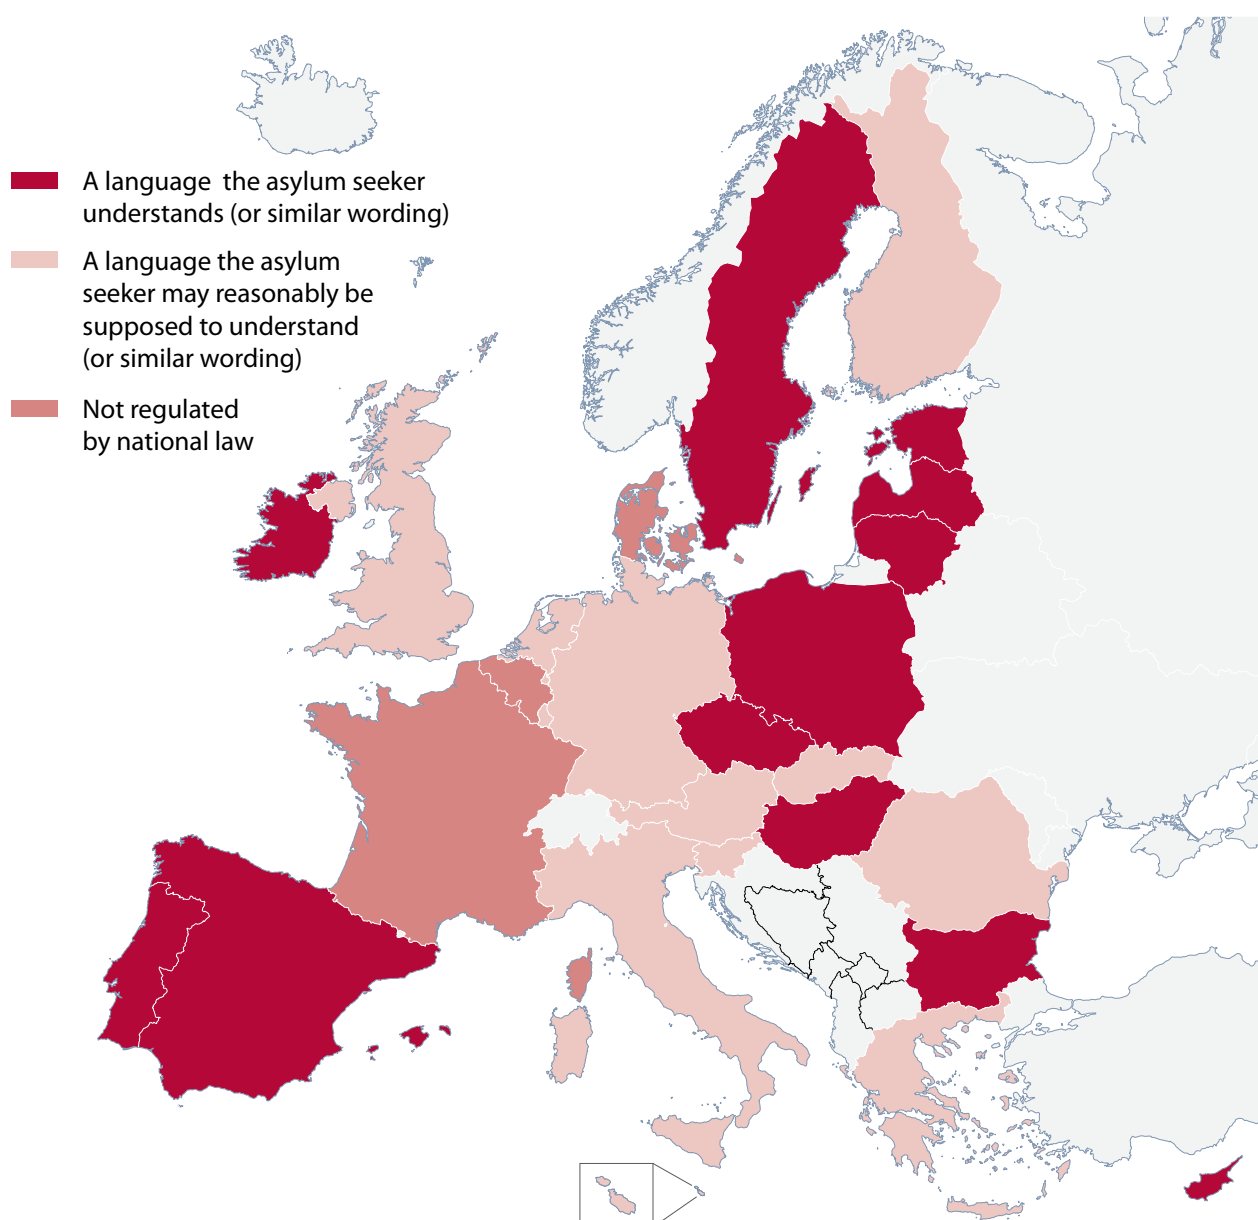 A language  the asylum seeker
understands (or similar wording)
A language the asylum
seeker may reasonably be
supposed to understand
(or similar wording)
Not regulated
by national law